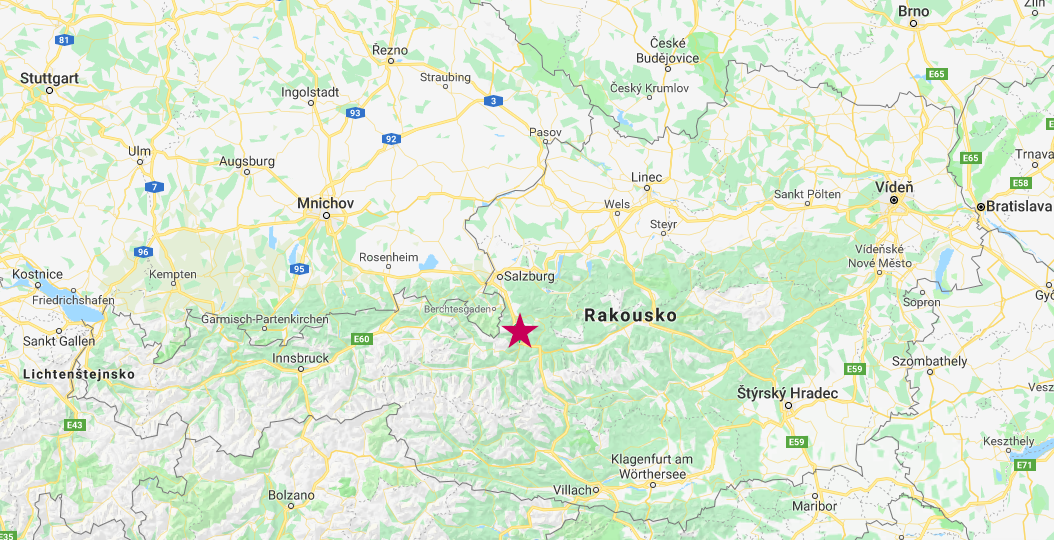 Zlín
Brno
81
Řezno
České
Budějovice
E65
Stuttgart
Straubing
Ingolstadt
Český Krumlov
3
93
92
Pasov
Ulm
Augsburg
E65
Trnava
7
Linec
E58
Mnichov
Wels
Sankt Pölten
Vídeň
Bratislava
Steyr
96
95
Rosenheim
Vídeňské
Nové Město
Kostnice
Kempten
Salzburg
Friedrichshafen
Berchtesgaden
Sopron
Garmisch-Partenkirchen
Rakousko
Sankt Gallen
E60
Innsbruck
Szombathely
Lichtenštejnsko
E59
Štýrský Hradec
Vesz
E43
E59
Keszthely
Klagenfurt am
Wörthersee
E71
Bolzano
Villach
Maribor
E35